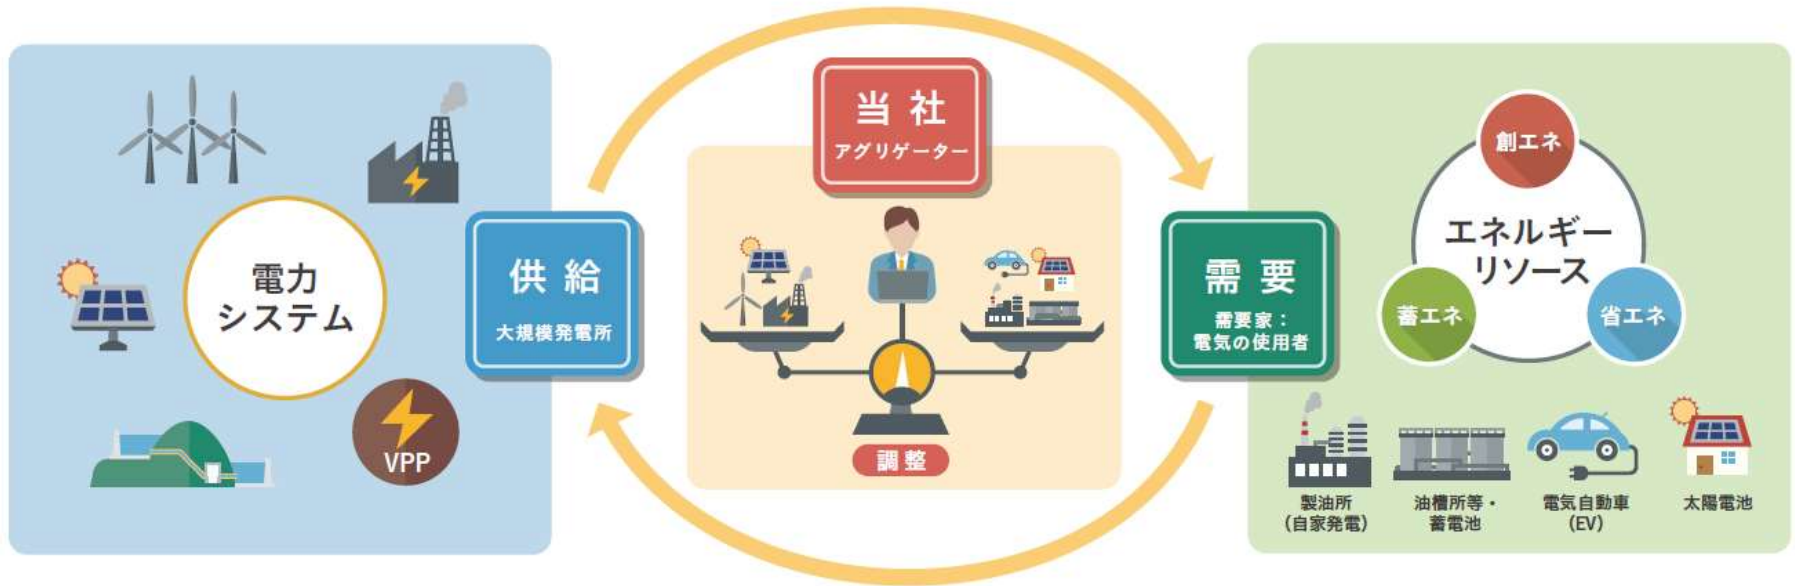 電力
システム
VPP
供給
大規模発電所
当社
アグリゲーター
調整
需要
需要家：
電気の使用者
創エネ
エネルギー
リソース
蓄エネ
省エネ
製油所
（自家発電）
油槽所等・
蓄電池
電気自動車
（EV）
太陽電池